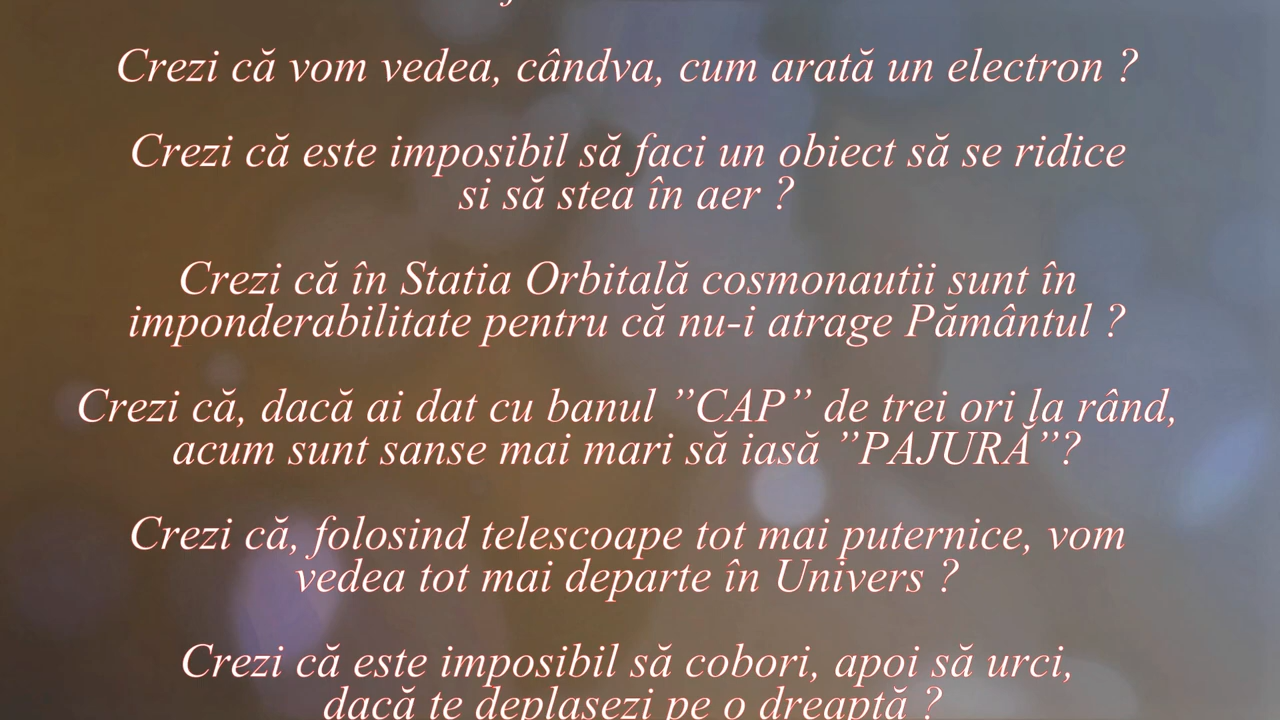 Crezi că vom vedea, cândva, cum arată un electron ?
Crezi că este imposibil să faci un obiect să se ridice
si să stea în aer ?
Crezi că în Statia Orbitală cosmonautii sunt în
imponderabilitate pentru că nu-i atrage Pământul ?
Crezi că, dacă ai dat cu banul ”CAP” de trei ori la rând,
acum sunt sanse mai mari să iasă ”PAJURĂ”?
Crezi că, folosind telescoape tot mai puternice, vom
vedea tot mai departe în Univers ?
Crezi că este imposibil să cobori, apoi să urci,
dacă te deplasezi pe o dreaptă ?